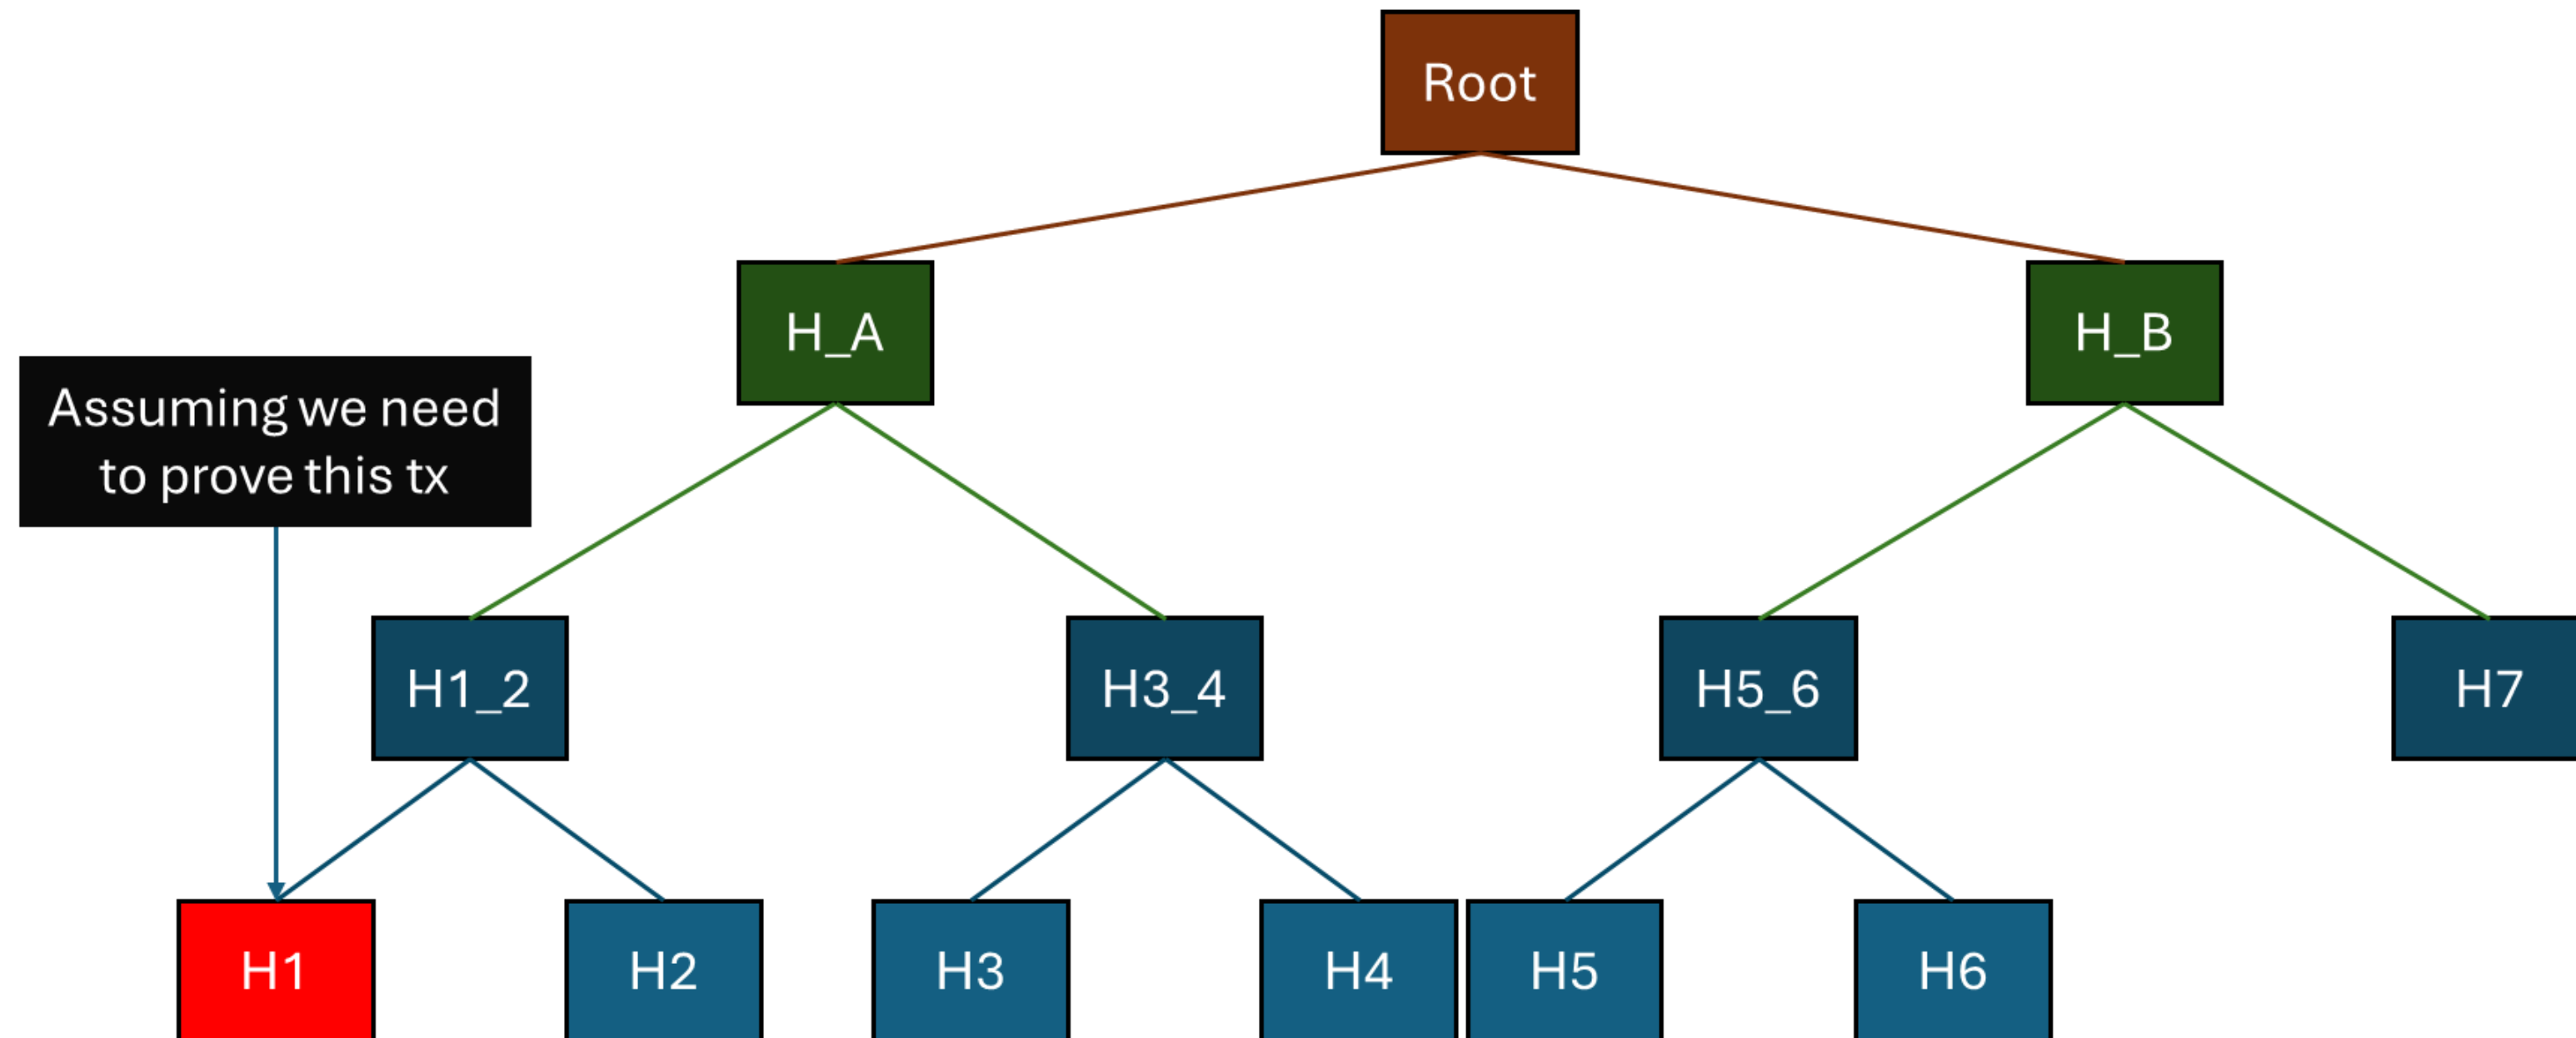 Root
H_A
H_B
Assuming we need
to prove this tx
H1_2
H3_4
H5_6
H7
H1
H2
H3
H4
H5
H6